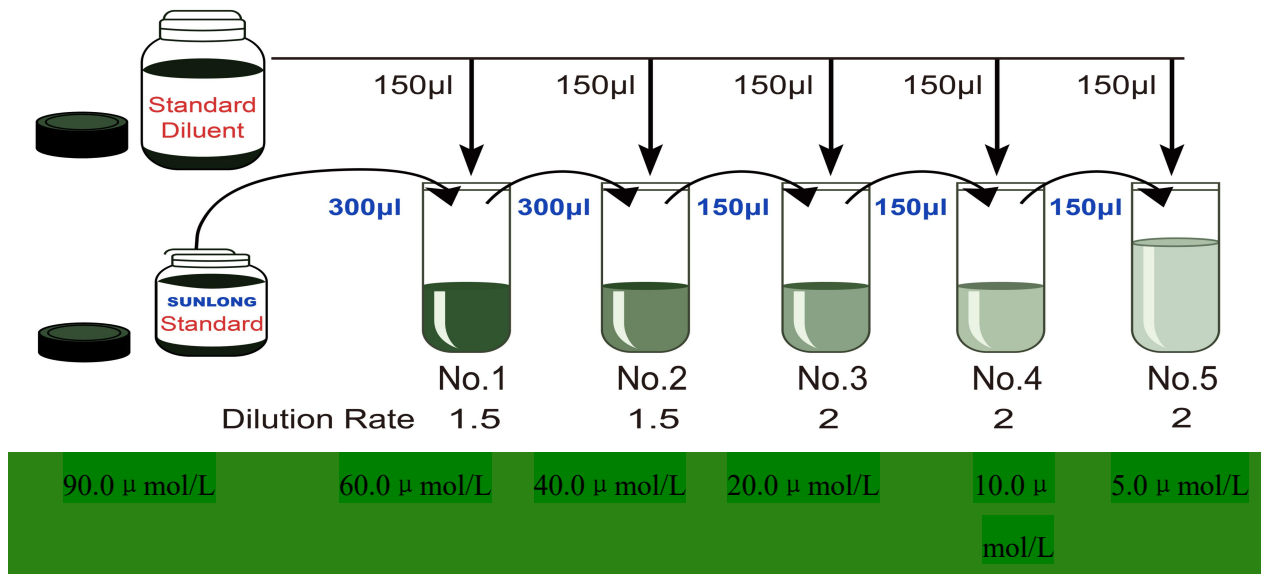 150μl 150μl 150μl 150μl 150μl
Standard
Diluent
300μl 300μl 150μl 150μl 150μl
SUNLONG
Standard
No.1 No.2 No.3 No.4 No.5
Dilution Rate 1.5 1.5 2 2 2
90.0 μ mol/L 60.0 μ mol/L 40.0 μ mol/L 20.0 μ mol/L 10.0 μ 5.0 μ mol/L
mol/L